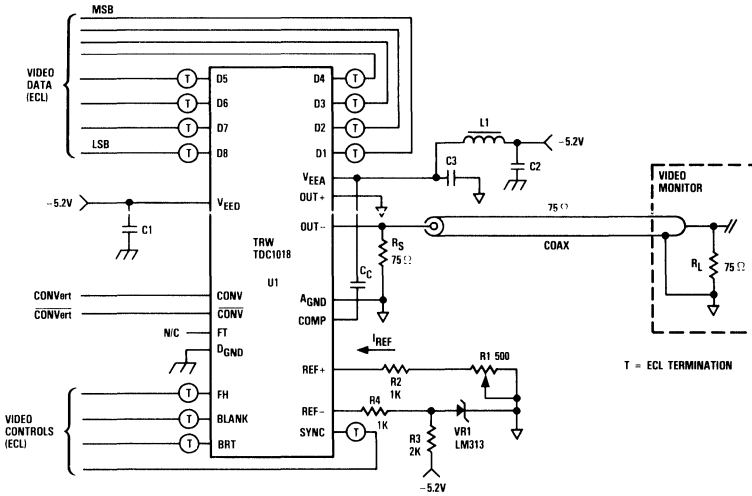 MSB
VIDEO
DATA
(ECL)
LSB
T
T
T
T
D5
D6
D7
D8
D4
D3
D2
D1
T
T
T
T
L1
-5.2V
C3
C2
VEEA
OUT+
OUT-
-5.2V
C1
VEED
TRW
TDC1018
U1
RS
75Ω
CC
75Ω
COAX
VIDEO
MONITOR
RL
75Ω
AGND
COMP
CONVert
CONV
CONVert
CONV
N/C
FT
DGND
IREF
T = ECL TERMINATION
REF+
R2
1K
R1 500
REF-
R4
1K
VR1
LM313
R3
2K
-5.2V
VIDEO
CONTROLS
(ECL)
T
T
T
FH
BLANK
BRT
SYNC
T